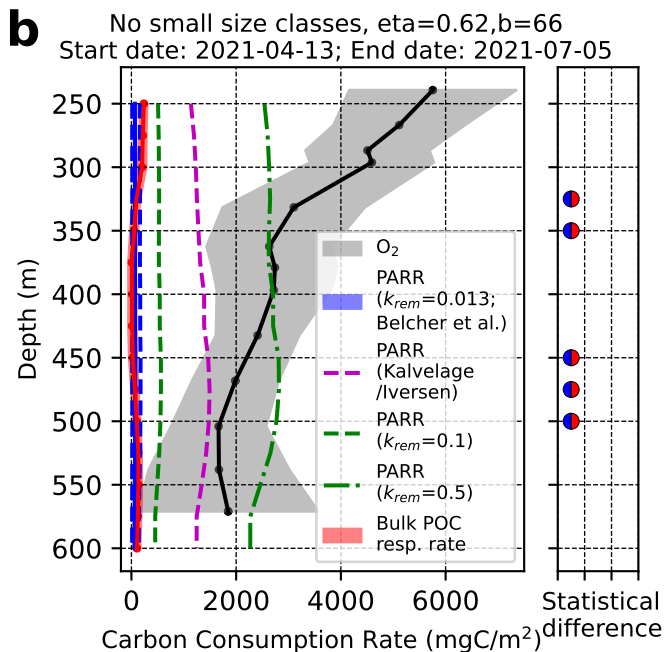 b
No small size classes, eta=0.62,b=66
Start date: 2021-04-13; End date: 2021-07-05
250
300
350
400
450
500
550
600
Depth (m)
O₂
PARR
(kᵣₑₘ=0.013;
Belcher et al.)
PARR
(Kalvelage
/Iversen)
PARR
(kᵣₑₘ=0.1)
PARR
(kᵣₑₘ=0.5)
Bulk POC
resp. rate
0 2000 4000 6000
Carbon Consumption Rate (mgC/m²)
Statistical
difference